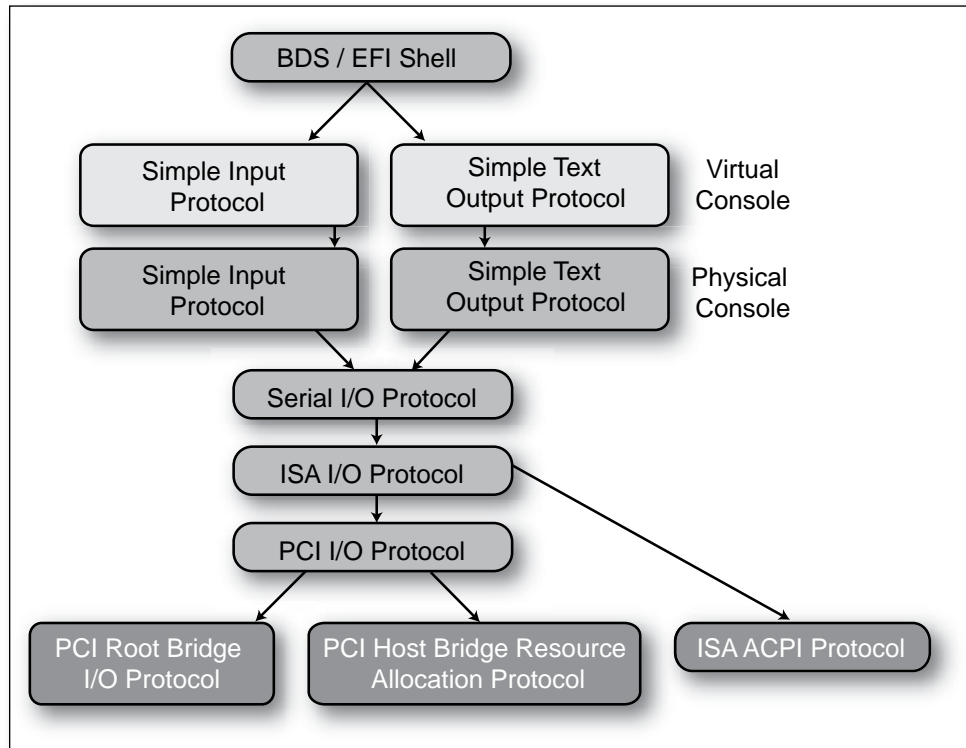 BDS / EFI Shell
Simple Input
Protocol
Simple Text
Output Protocol
Virtual
Console
Simple Input
Protocol
Simple Text
Output Protocol
Physical
Console
Serial I/O Protocol
ISA I/O Protocol
PCI I/O Protocol
PCI Root Bridge
I/O Protocol
PCI Host Bridge Resource
Allocation Protocol
ISA ACPI Protocol